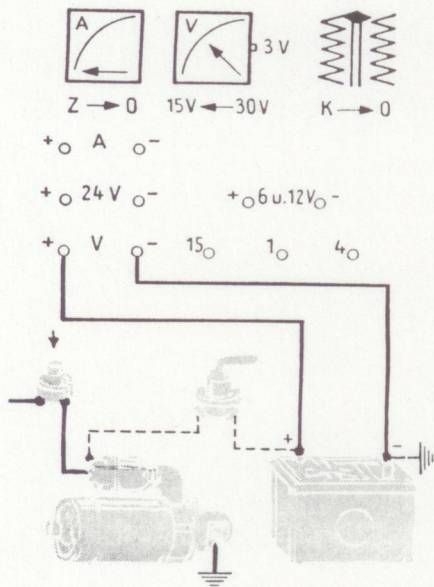 A V 3 V
Z → 0 15V ← 30V K → 0
+ A -
+ 24 V - + 6 u. 12V -
+ V - 15 1 4
+ -